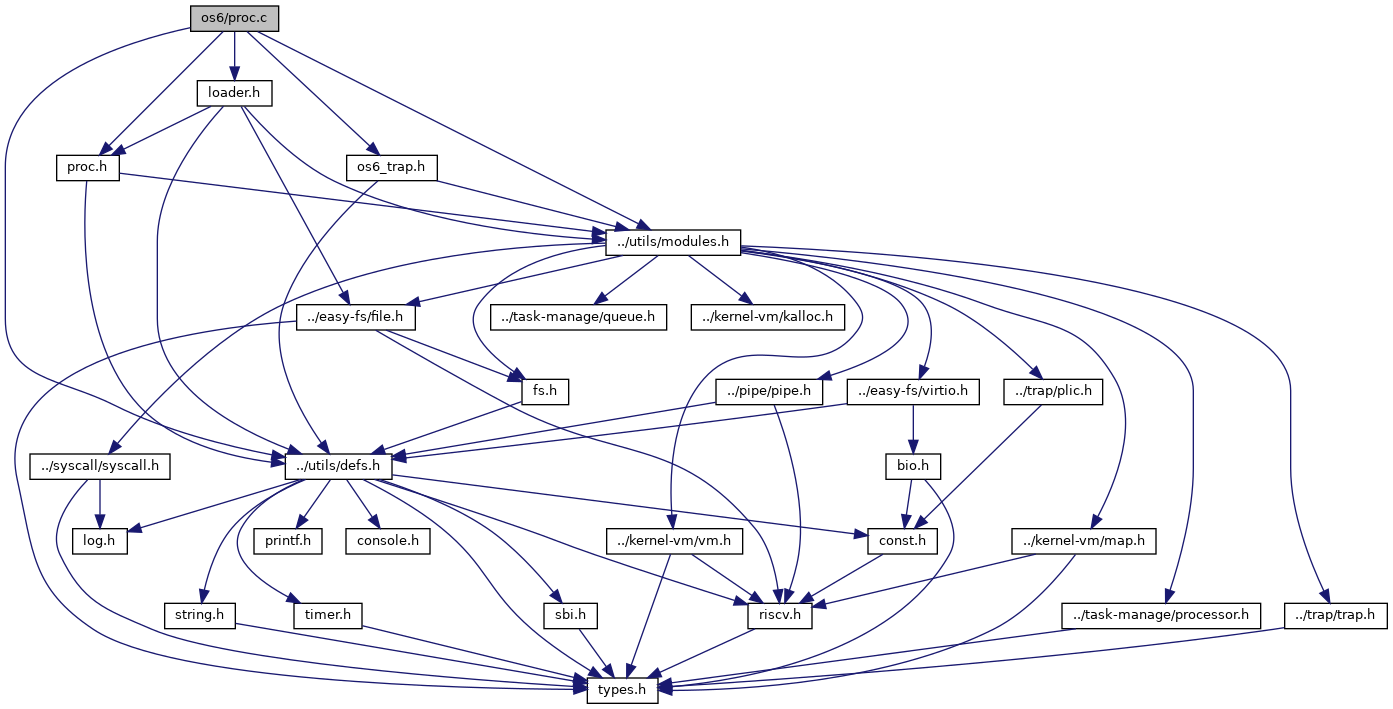 os6/proc.c
loader.h
proc.h
os6_trap.h
../utils/modules.h
../easy-fs/file.h
../task-manage/queue.h
../kernel-vm/kalloc.h
fs.h
../pipe/pipe.h
../easy-fs/virtio.h
../trap/plic.h
../syscall/syscall.h
../utils/defs.h
bio.h
log.h
printf.h
console.h
../kernel-vm/vm.h
const.h
../kernel-vm/map.h
string.h
timer.h
sbi.h
riscv.h
../task-manage/processor.h
../trap/trap.h
types.h